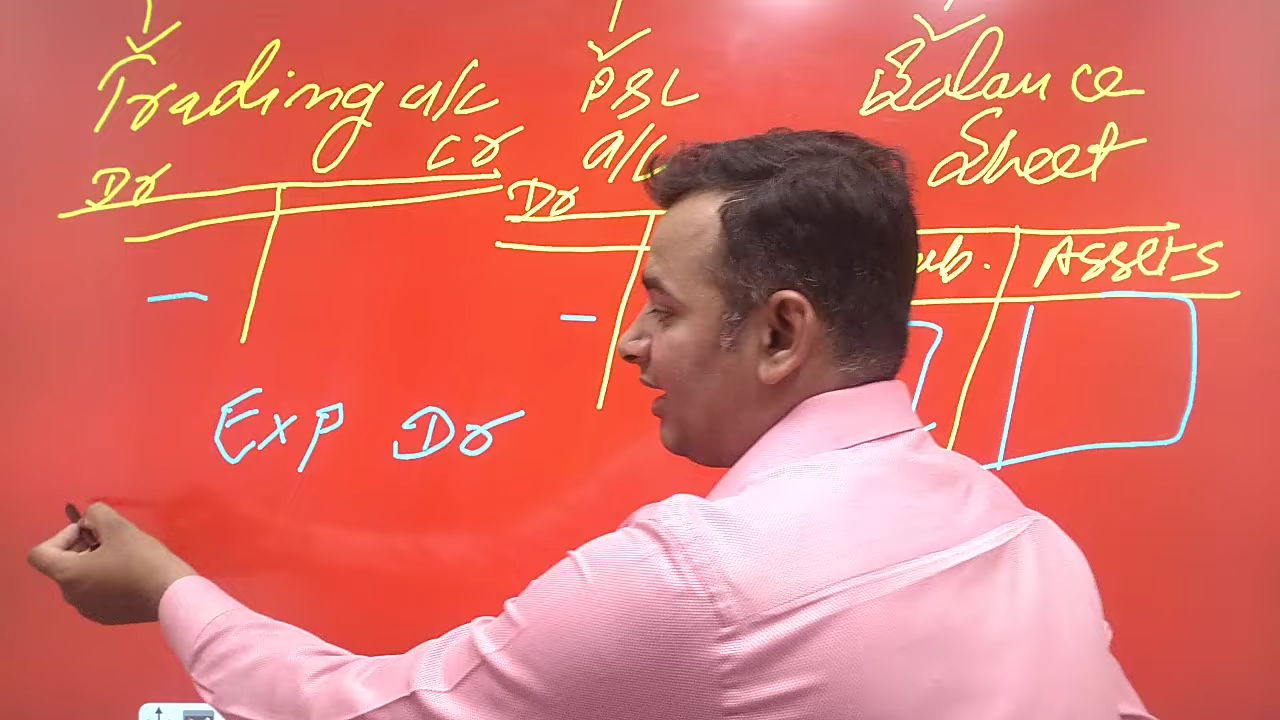 Trading a/c
Dr Cr
P&L
a/c
Dr
Balance
Sheet
Assets
Exp Dr